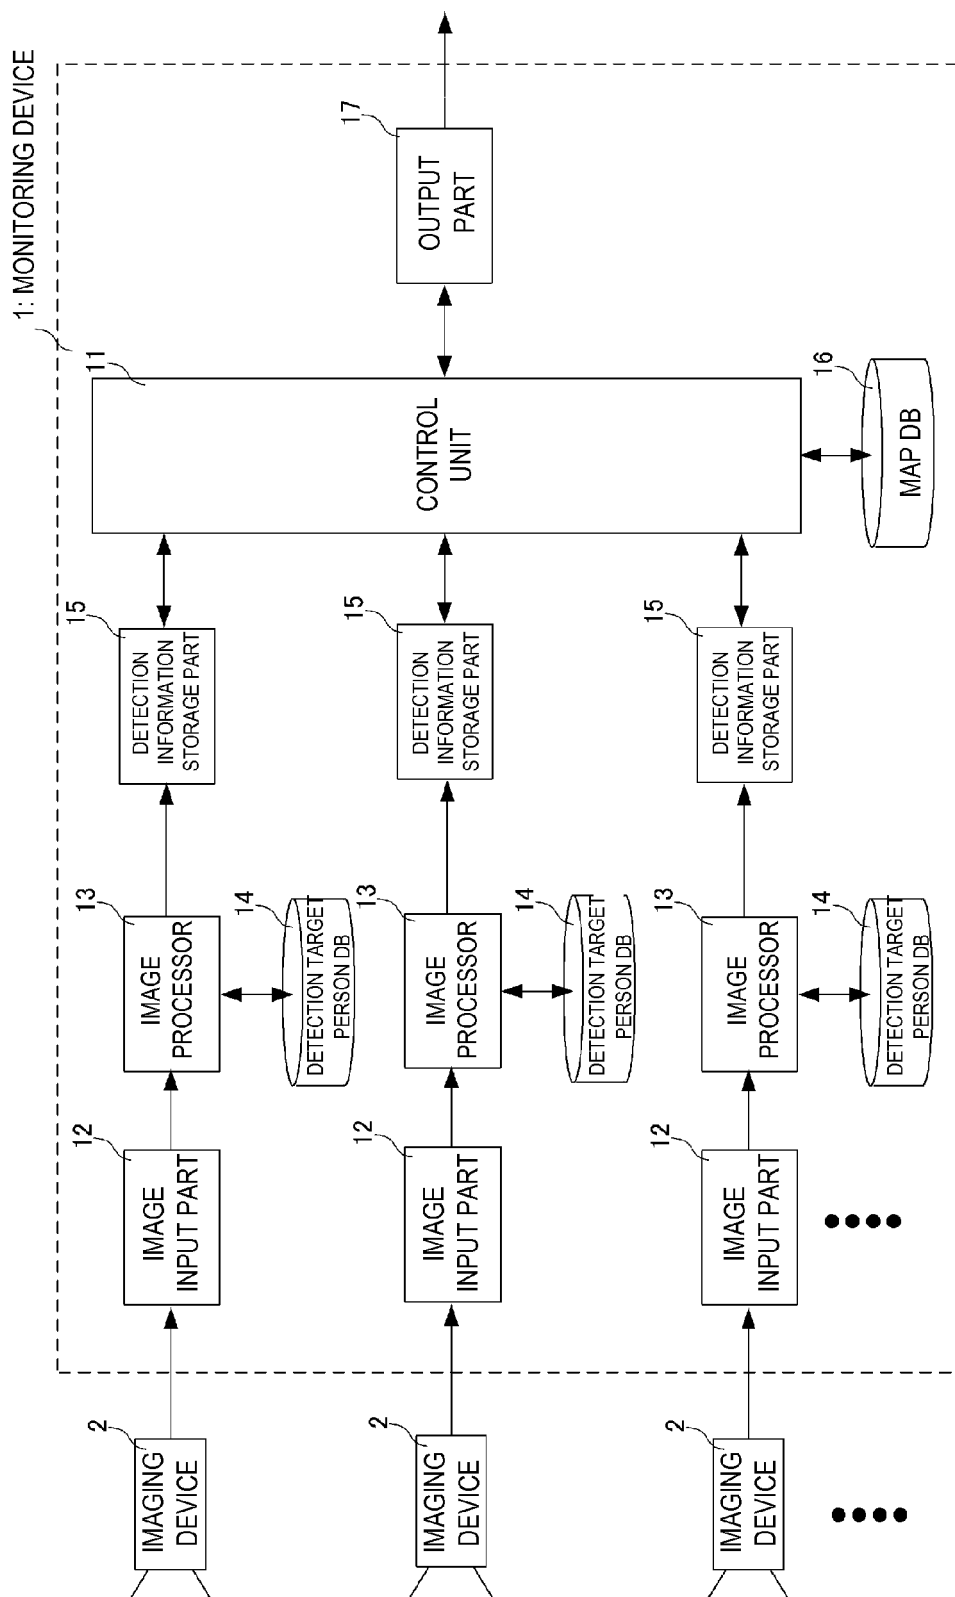 1: MONITORING DEVICE
2
IMAGING
DEVICE
12
IMAGE
INPUT PART
13
IMAGE
PROCESSOR
14
DETECTION TARGET
PERSON DB
15
DETECTION
INFORMATION
STORAGE PART
2
IMAGING
DEVICE
12
IMAGE
INPUT PART
13
IMAGE
PROCESSOR
14
DETECTION TARGET
PERSON DB
15
DETECTION
INFORMATION
STORAGE PART
2
IMAGING
DEVICE
12
IMAGE
INPUT PART
13
IMAGE
PROCESSOR
14
DETECTION TARGET
PERSON DB
15
DETECTION
INFORMATION
STORAGE PART
11
CONTROL
UNIT
16
MAP DB
17
OUTPUT
PART